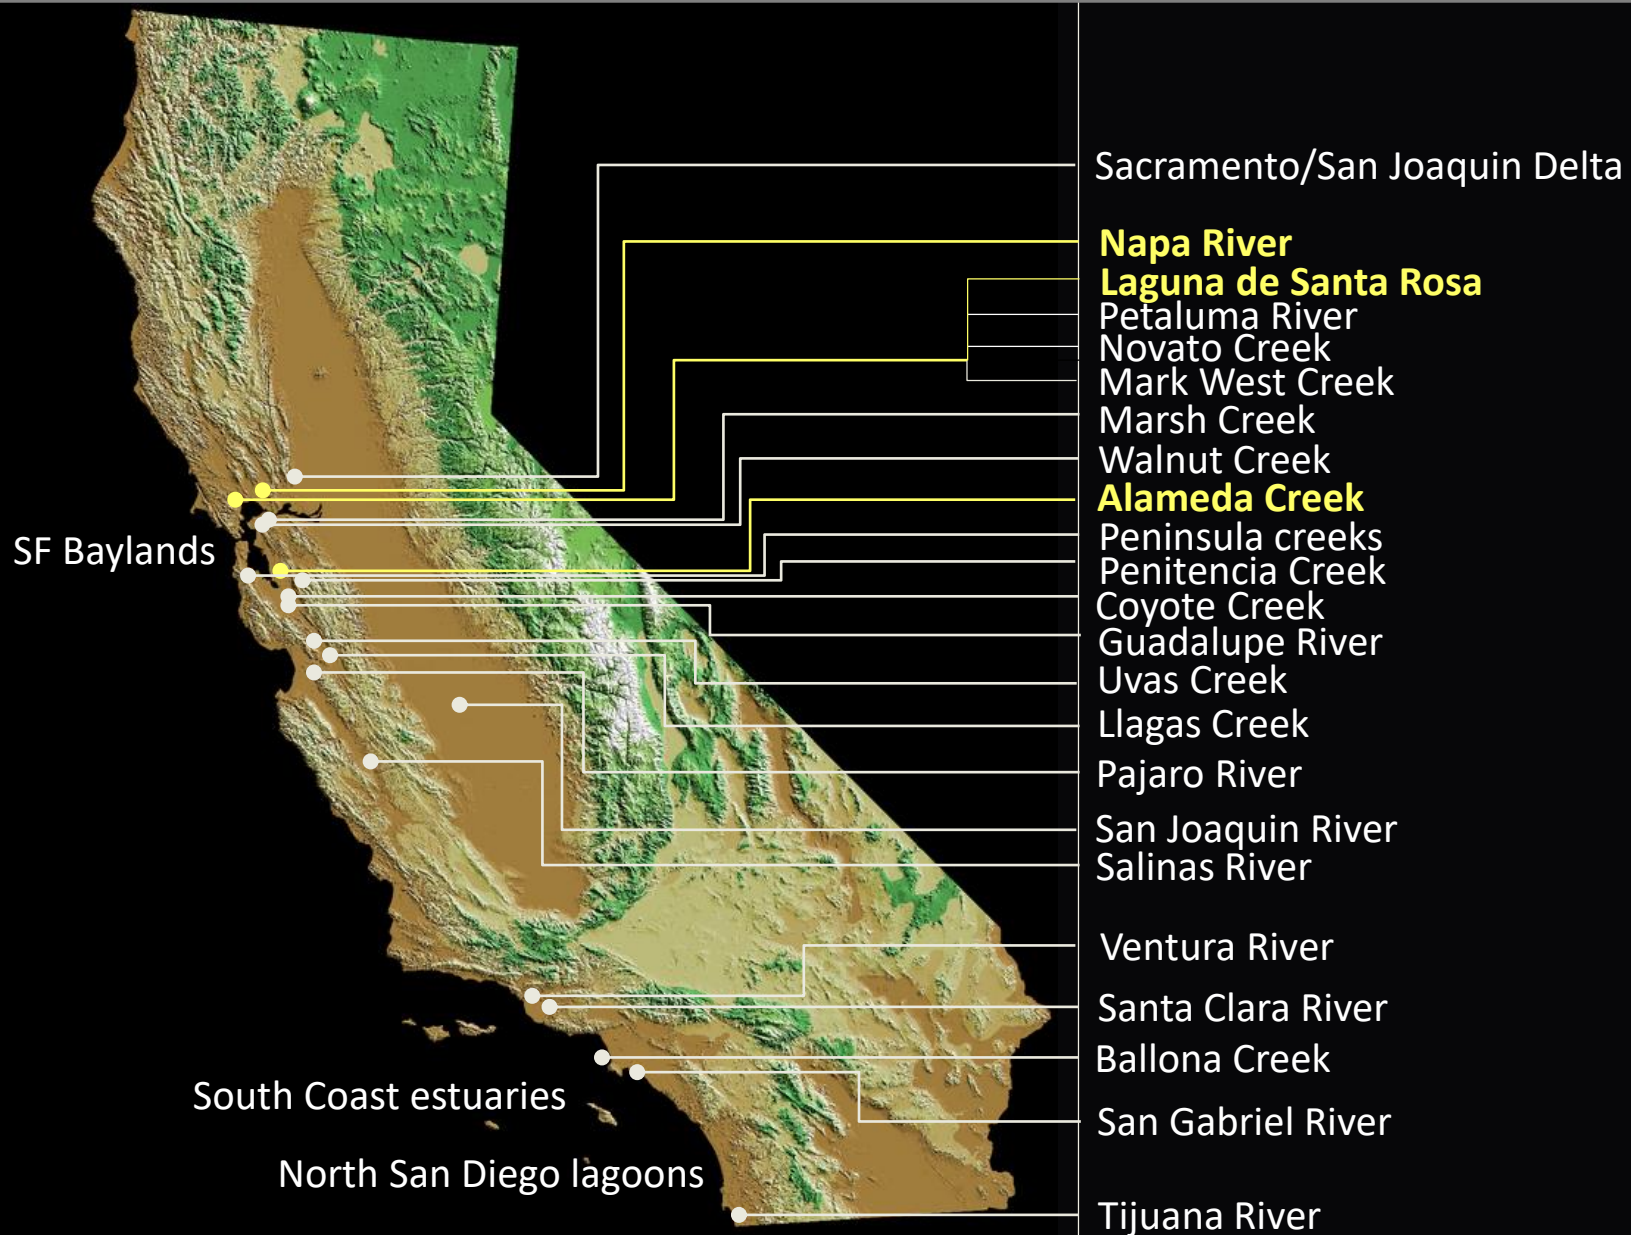 Sacramento/San Joaquin Delta
Napa River
Laguna de Santa Rosa
Petaluma River
Novato Creek
Mark West Creek
Marsh Creek
Walnut Creek
Alameda Creek
Peninsula creeks
SF Baylands
Penitencia Creek
Coyote Creek
Guadalupe River
Uvas Creek
Llagas Creek
Pajaro River
San Joaquin River
Salinas River
Ventura River
Santa Clara River
Ballona Creek
South Coast estuaries
San Gabriel River
North San Diego lagoons
Tijuana River